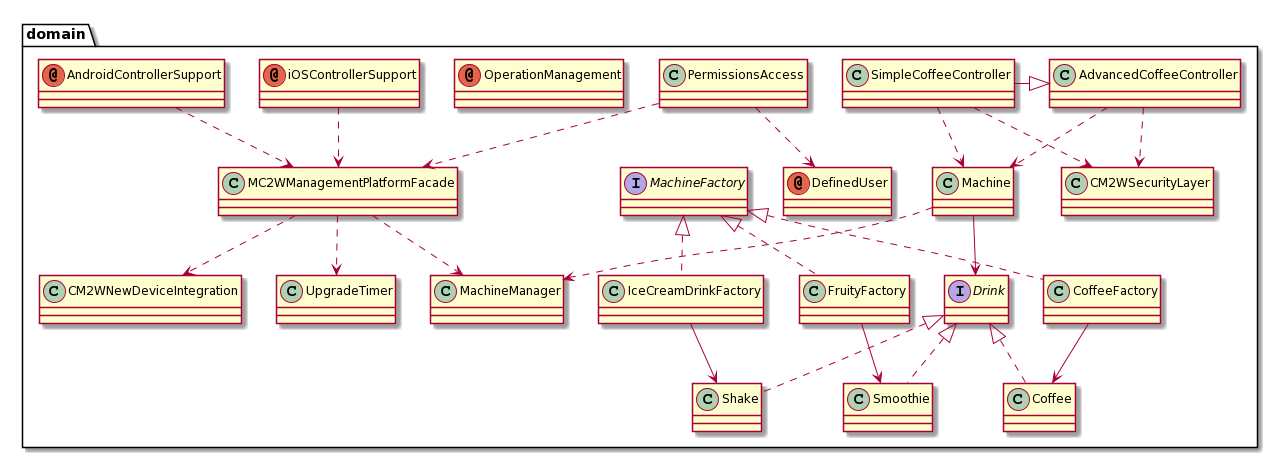 domain
@ AndroidControllerSupport
@ iOSControllerSupport
@ OperationManagement
C PermissionsAccess
C SimpleCoffeeController
C AdvancedCoffeeController
C MC2WManagementPlatformFacade
I MachineFactory
@ DefinedUser
C Machine
C CM2WSecurityLayer
C CM2WNewDeviceIntegration
C UpgradeTimer
C MachineManager
C IceCreamDrinkFactory
C FruityFactory
I Drink
C CoffeeFactory
C Shake
C Smoothie
C Coffee